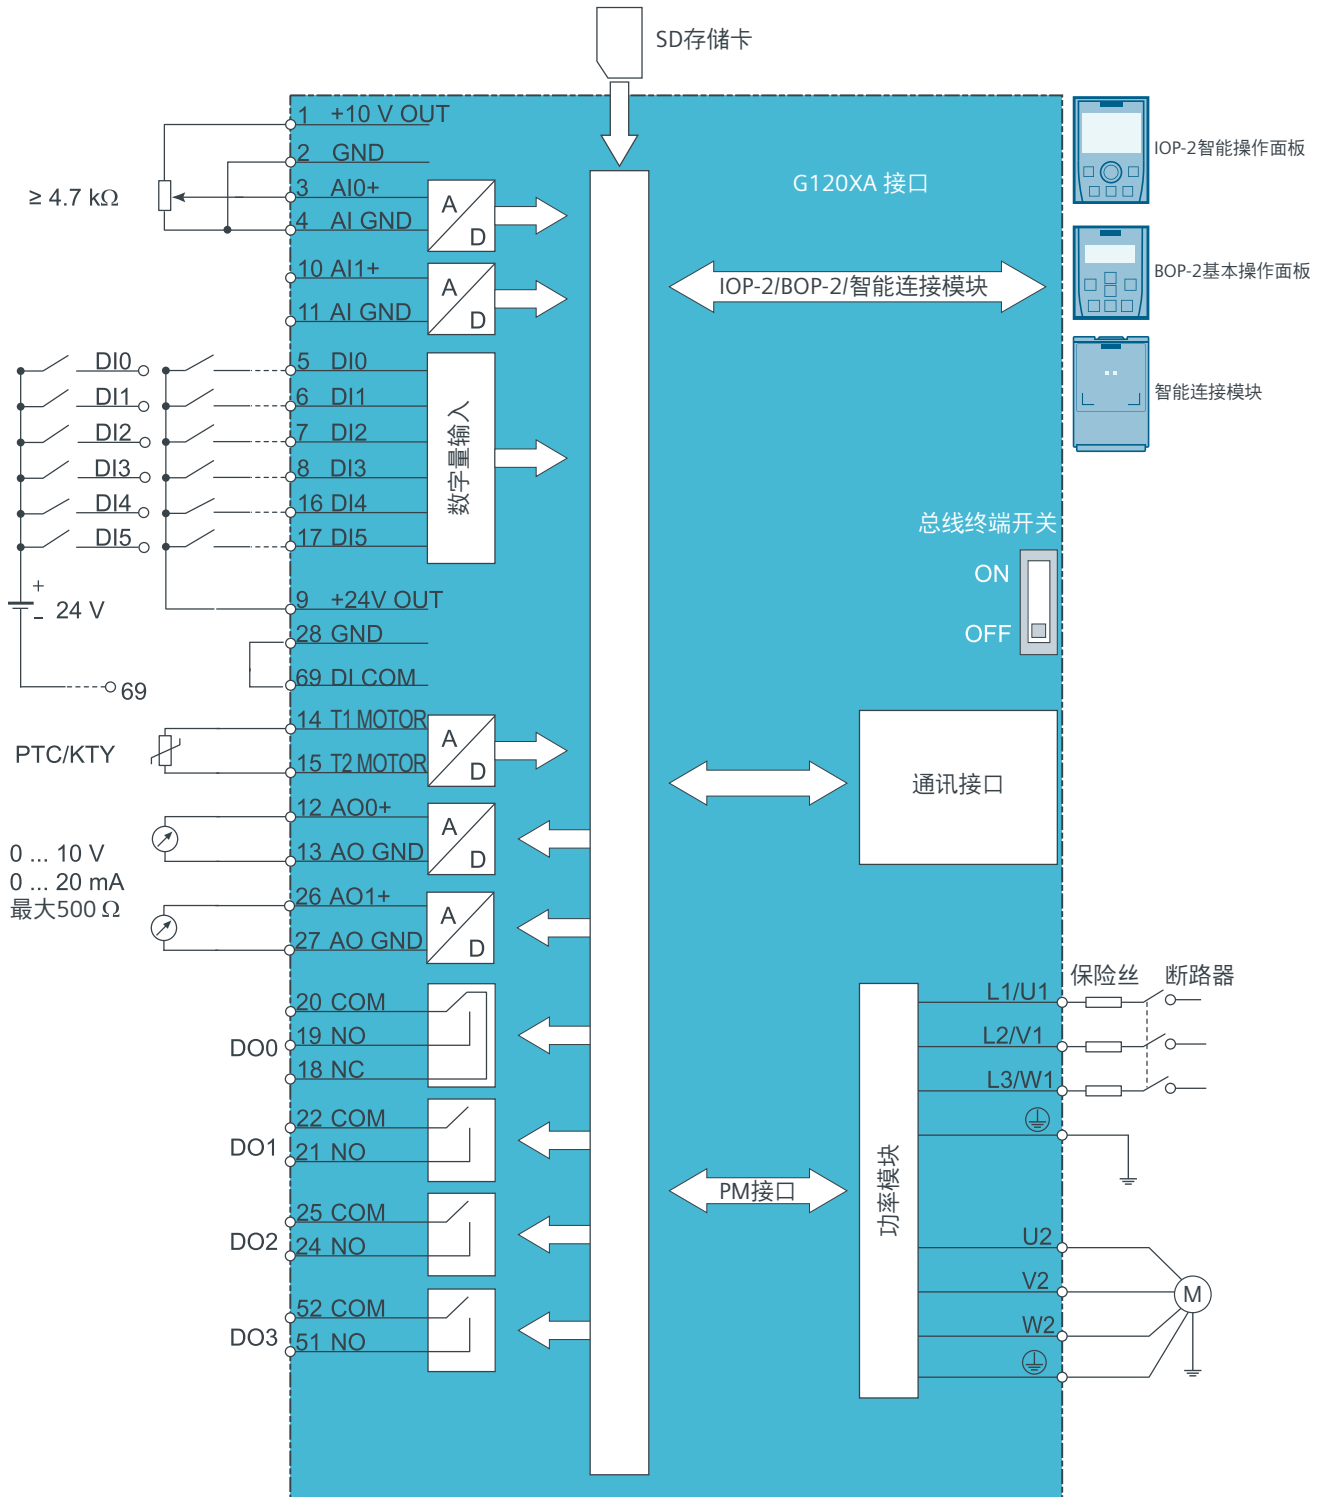 SD存储卡
1 +10 V OUT
2 GND
3 AI0+
4 AI GND
≥ 4.7 kΩ
A
D
10 AI1+
11 AI GND
A
D
G120XA 接口
IOP-2/BOP-2/智能连接模块
IOP-2智能操作面板
BOP-2基本操作面板
智能连接模块
DI0
DI1
DI2
DI3
DI4
DI5
5 DI0
6 DI1
7 DI2
8 DI3
16 DI4
17 DI5
数字量输入
+
-
24 V
69
9 +24V OUT
28 GND
69 DI COM
总线终端开关
ON
OFF
PTC/KTY
14 T1 MOTOR
15 T2 MOTOR
A
D
通讯接口
0 ... 10 V
0 ... 20 mA
最大500 Ω
12 AO0+
13 AO GND
A
D
26 AO1+
27 AO GND
A
D
DO0
20 COM
19 NO
18 NC
DO1
22 COM
21 NO
DO2
25 COM
24 NO
DO3
52 COM
51 NO
PM接口
功率模块
保险丝 断路器
L1/U1
L2/V1
L3/W1
U2
V2
W2
M